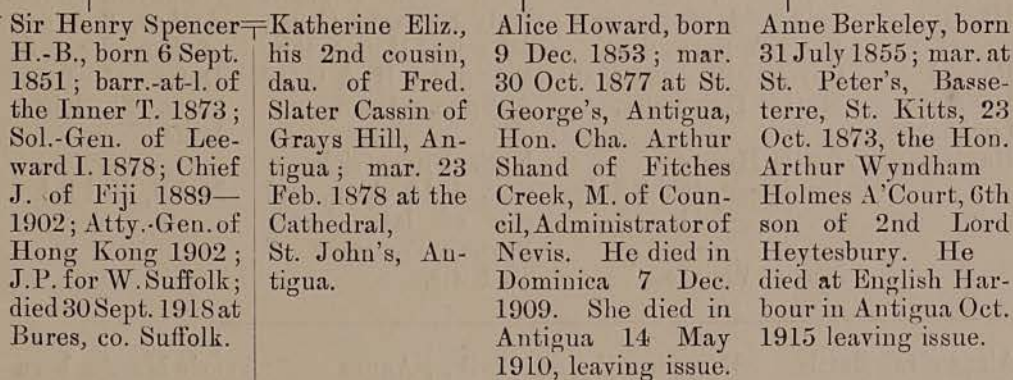 Sir Henry Spencer
H.-B., born 6 Sept.
1851; barr.-at-l. of
the Inner T. 1873;
Sol.-Gen. of Lee-
ward I. 1878; Chief
J. of Fiji 1889—
1902; Atty.-Gen. of
Hong Kong 1902;
J.P. for W. Suffolk;
died 30 Sept. 1918 at
Bures, co. Suffolk.
Katherine Eliz.,
his 2nd cousin,
dau. of Fred.
Slater Cassin of
Grays Hill, An-
tigua; mar. 23
Feb. 1878 at the
Cathedral,
St. John's, An-
tigua.
Alice Howard, born
9 Dec. 1853; mar.
30 Oct. 1877 at St.
George's, Antigua,
Hon. Cha. Arthur
Shand of Fitches
Creek, M. of Coun-
cil, Administrator of
Nevis. He died in
Dominica 7 Dec.
1909. She died in
Antigua 14 May
1910, leaving issue.
Anne Berkeley, born
31 July 1855; mar. at
St. Peter's, Basse-
terre, St. Kitts, 23
Oct. 1873, the Hon.
Arthur Wyndham
Holmes A'Court, 6th
son of 2nd Lord
Heytesbury. He
died at English Har-
bour in Antigua Oct.
1915 leaving issue.